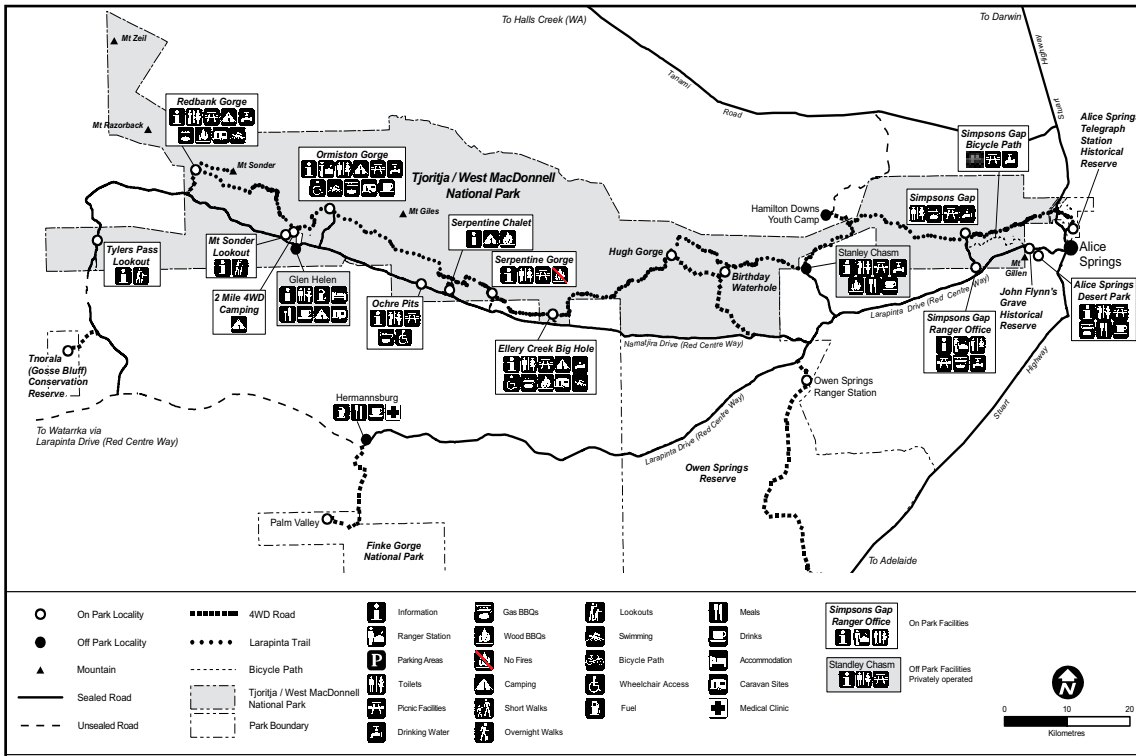 To Halls Creek (WA)
To Darwin
Mt Zeil
Highway
Stuart
Tanami
Road
Redbank Gorge
Mt Razorback
Mt Sonder
Ormiston Gorge
Tjoritja / West MacDonnell
National Park
Mt Giles
Simpsons Gap
Bicycle Path
Alice Springs
Telegraph
Station
Historical
Reserve
Hamilton Downs
Youth Camp
Simpsons Gap
Tylers Pass
Lookout
Mt Sonder
Lookout
Glen Helen
2 Mile 4WD
Camping
Serpentine Chalet
Serpentine Gorge
Hugh Gorge
Birthday
Waterhole
Stanley Chasm
Alice
Springs
Mt
Gillen
Ochre Pits
Ellery Creek Big Hole
Namatjira Drive (Red Centre Way)
Larapinta Drive (Red Centre Way)
Simpsons Gap
Ranger Office
John Flynn's
Grave
Historical
Reserve
Alice Springs
Desert Park
Tnorala
(Gosse Bluff)
Conservation
Reserve
Owen Springs
Ranger Station
Highway
Stuart
Hermannsburg
To Watarrka via
Larapinta Drive (Red Centre Way)
Larapinta Drive (Red Centre Way)
Owen Springs
Reserve
Palm Valley
Finke Gorge
National Park
To Adelaide
On Park Locality
Off Park Locality
Mountain
Sealed Road
Unsealed Road
4WD Road
Larapinta Trail
Bicycle Path
Tjoritja / West MacDonnell
National Park
Park Boundary
Information
Ranger Station
P
Parking Areas
Toilets
Picnic Facilities
Drinking Water
Gas BBQs
Wood BBQs
No Fires
Camping
Short Walks
Overnight Walks
Lookouts
Swimming
Bicycle Path
Wheelchair Access
Fuel
Meals
Drinks
Accommodation
Caravan Sites
Medical Clinic
Simpsons Gap
Ranger Office
On Park Facilities
Standley Chasm
Off Park Facilities
Privately operated
N
0 10 20
Kilometres